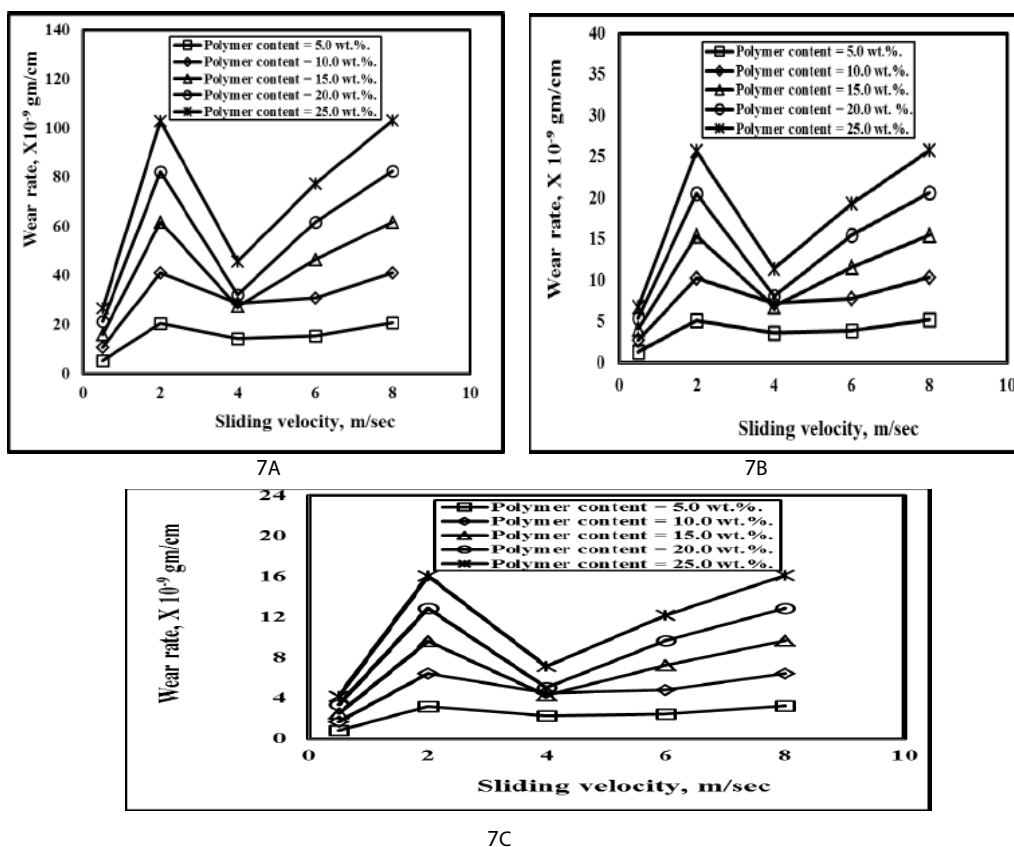 140
120
100
80
60
40
20
0
Wear rate, X10⁻⁹ gm/cm
Polymer content = 5.0 wt.%.
Polymer content = 10.0 wt.%.
Polymer content = 15.0 wt.%.
Polymer content = 20.0 wt.%.
Polymer content = 25.0 wt.%.
0 2 4 6 8 10
Sliding velocity, m/sec
7A
40
35
30
25
20
15
10
5
0
Wear rate, X 10⁻⁹ gm/cm
Polymer content = 5.0 wt.%.
Polymer content = 10.0 wt.%.
Polymer content = 15.0 wt.%.
Polymer content = 20.0 wt. %.
Polymer content = 25.0 wt.%.
0 2 4 6 8 10
Sliding velocity, m/sec
7B
24
20
16
12
8
4
0
Wear rate, X 10⁻⁹ gm/cm
Polymer content = 5.0 wt.%.
Polymer content = 10.0 wt.%.
Polymer content = 15.0 wt.%.
Polymer content = 20.0 wt.%.
Polymer content = 25.0 wt.%.
0 2 4 6 8 10
Sliding velocity, m/sec
7C